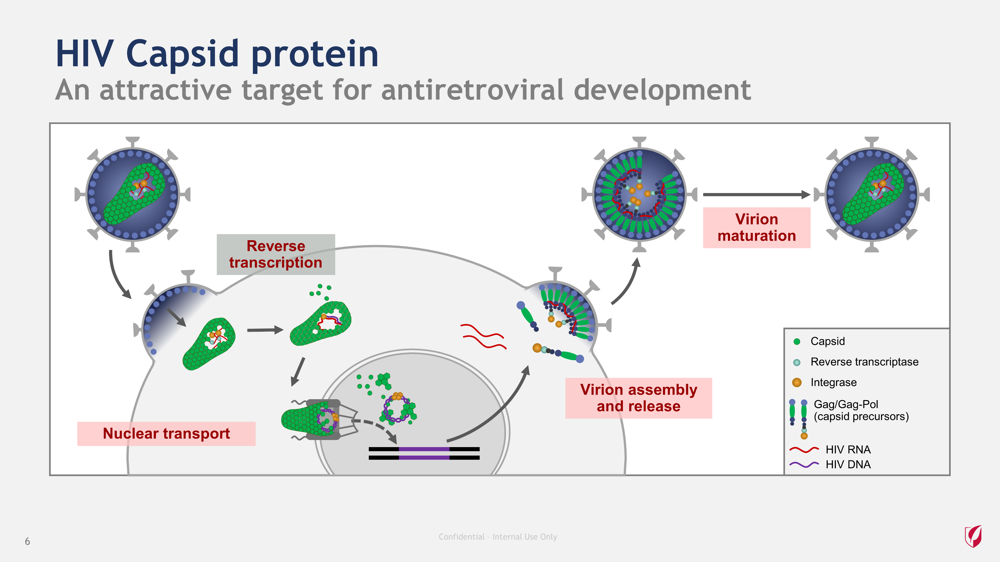 HIV Capsid protein
An attractive target for antiretroviral development
Reverse
transcription
Virion
maturation
Nuclear transport
Virion assembly
and release
Capsid
Reverse transcriptase
Integrase
Gag/Gag-Pol
(capsid precursors)
HIV RNA
HIV DNA
6
Confidential – Internal Use Only